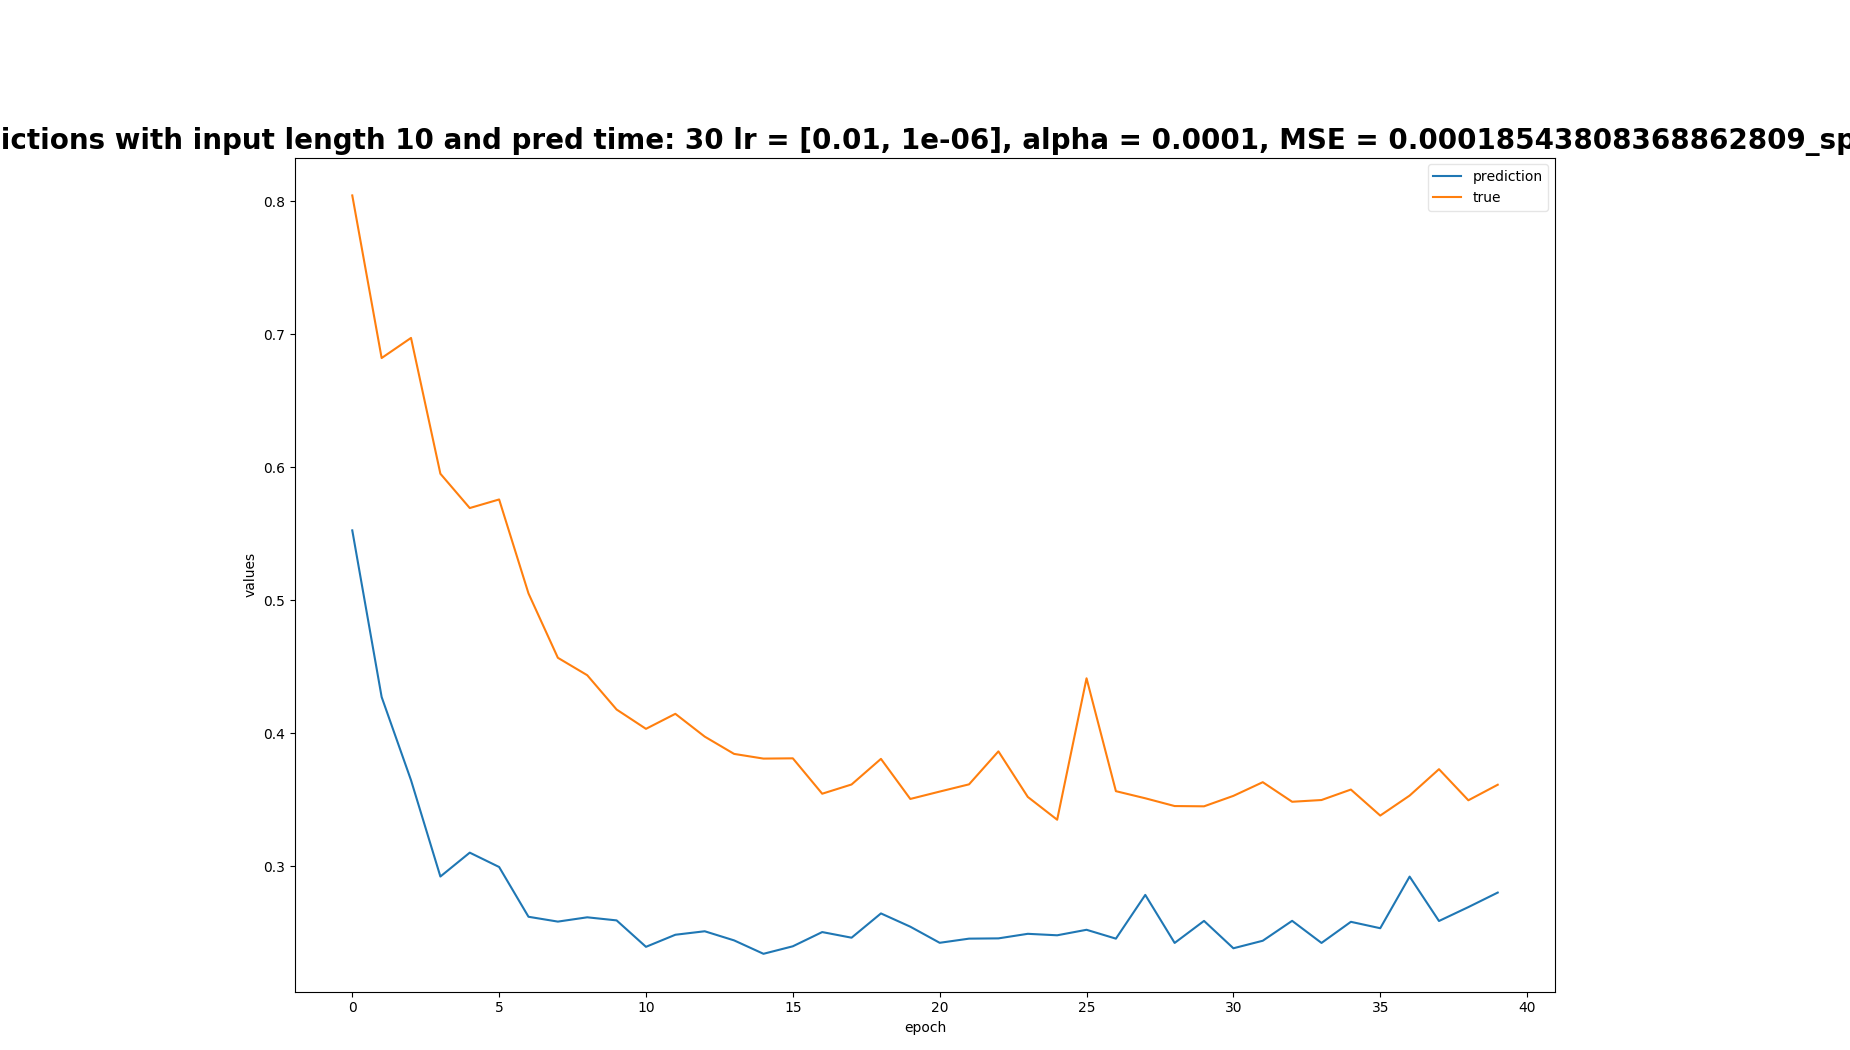 ictions with input length 10 and pred time: 30 lr = [0.01, 1e-06], alpha = 0.0001, MSE = 0.00018543808368862809_sp
prediction
true
0.8
0.7
0.6
0.5
0.4
0.3
values
0 5 10 15 20 25 30 35 40
epoch